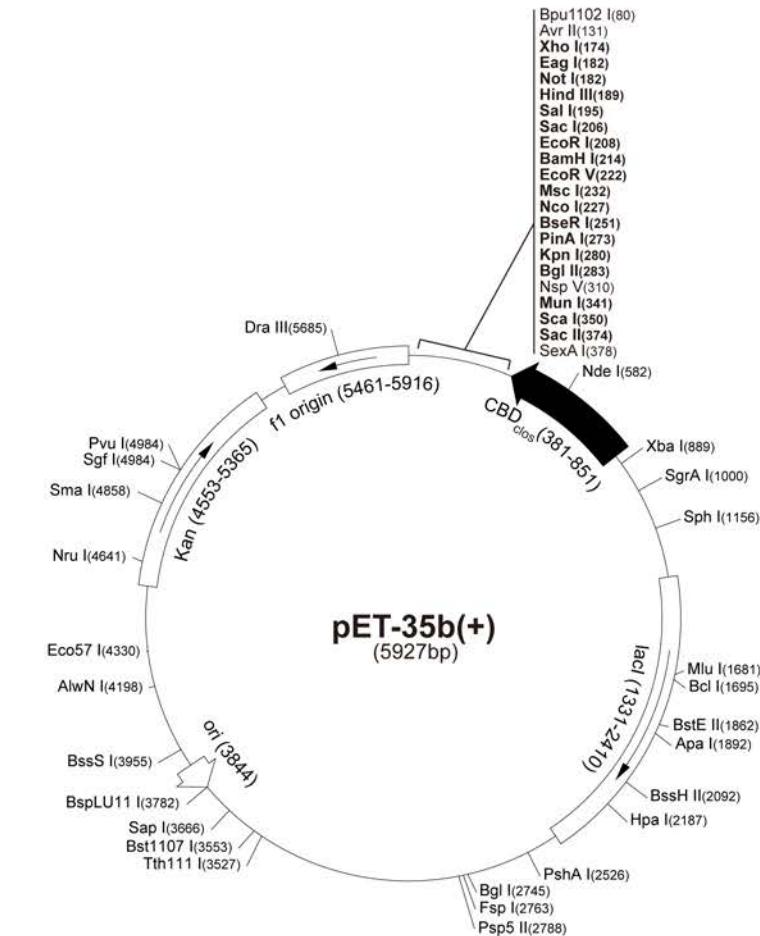 Bpu1102 I(80)
Avr II(131)
Xho I(174)
Eag I(182)
Not I(182)
Hind III(189)
Sal I(195)
Sac I(206)
EcoR I(208)
BamH I(214)
EcoR V(222)
Msc I(232)
Nco I(227)
BseR I(251)
PinA I(273)
Kpn I(280)
Bgl II(283)
Nsp V(310)
Mun I(341)
Sca I(350)
Sac II(374)
SexA I(378)
Dra III(5685)
Nde I(582)
f1 origin (5461-5916)
CBDclos (381-851)
Pvu I(4984)
Sgf I(4984)
Sma I(4858)
Nru I(4641)
Kan (4553-5365)
Xba I(889)
SgrA I(1000)
Sph I(1156)
pET-35b(+)
(5927bp)
Eco57 I(4330)
AlwN I(4198)
lacI (1331-2410)
Mlu I(1681)
Bcl I(1695)
BstE II(1862)
Apa I(1892)
ori (3844)
BssS I(3955)
BspLU11 I(3782)
Sap I(3666)
Bst1107 I(3553)
Tth111 I(3527)
BssH II(2092)
Hpa I(2187)
PshA I(2526)
Bgl I(2745)
Fsp I(2763)
Psp5 II(2788)